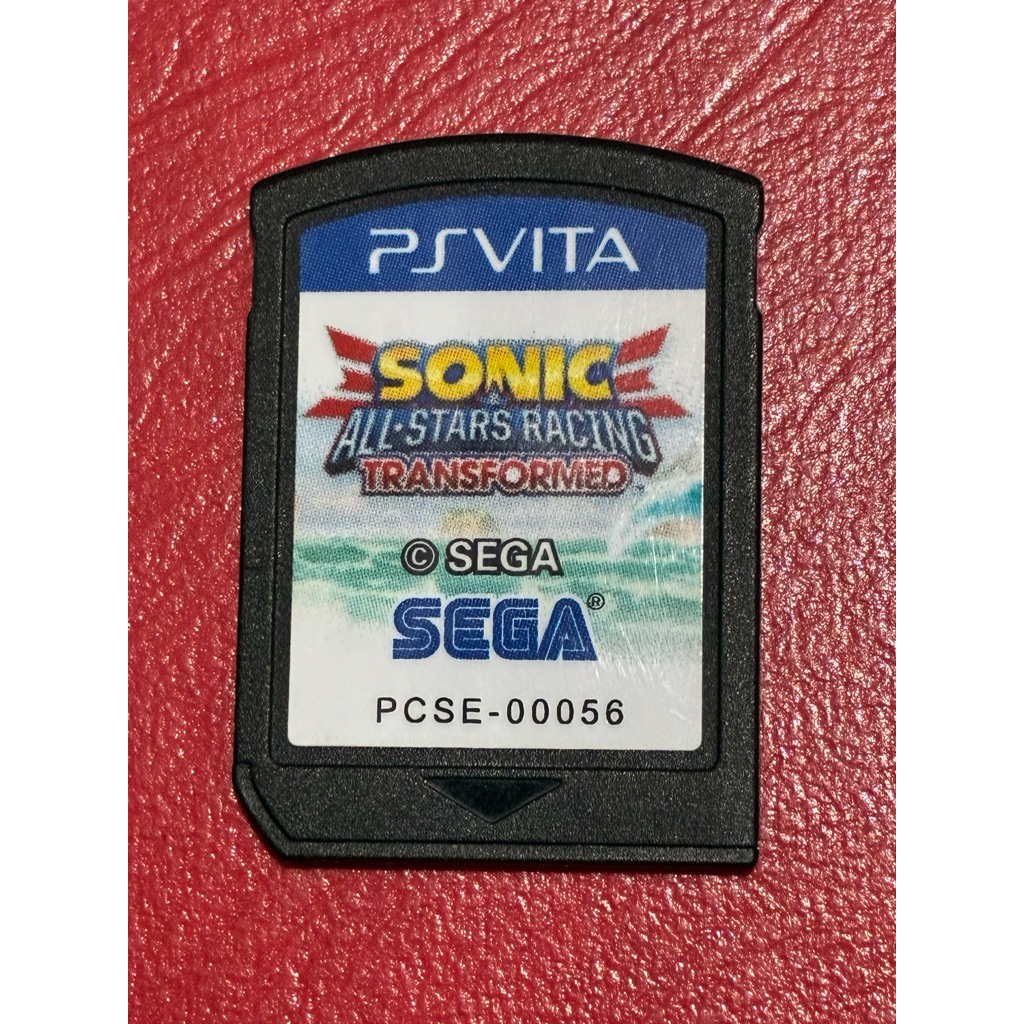 PSVITA
SONIC
&
ALL·STARS RACING
TRANSFORMED
© SEGA
SEGA®
PCSE-00056